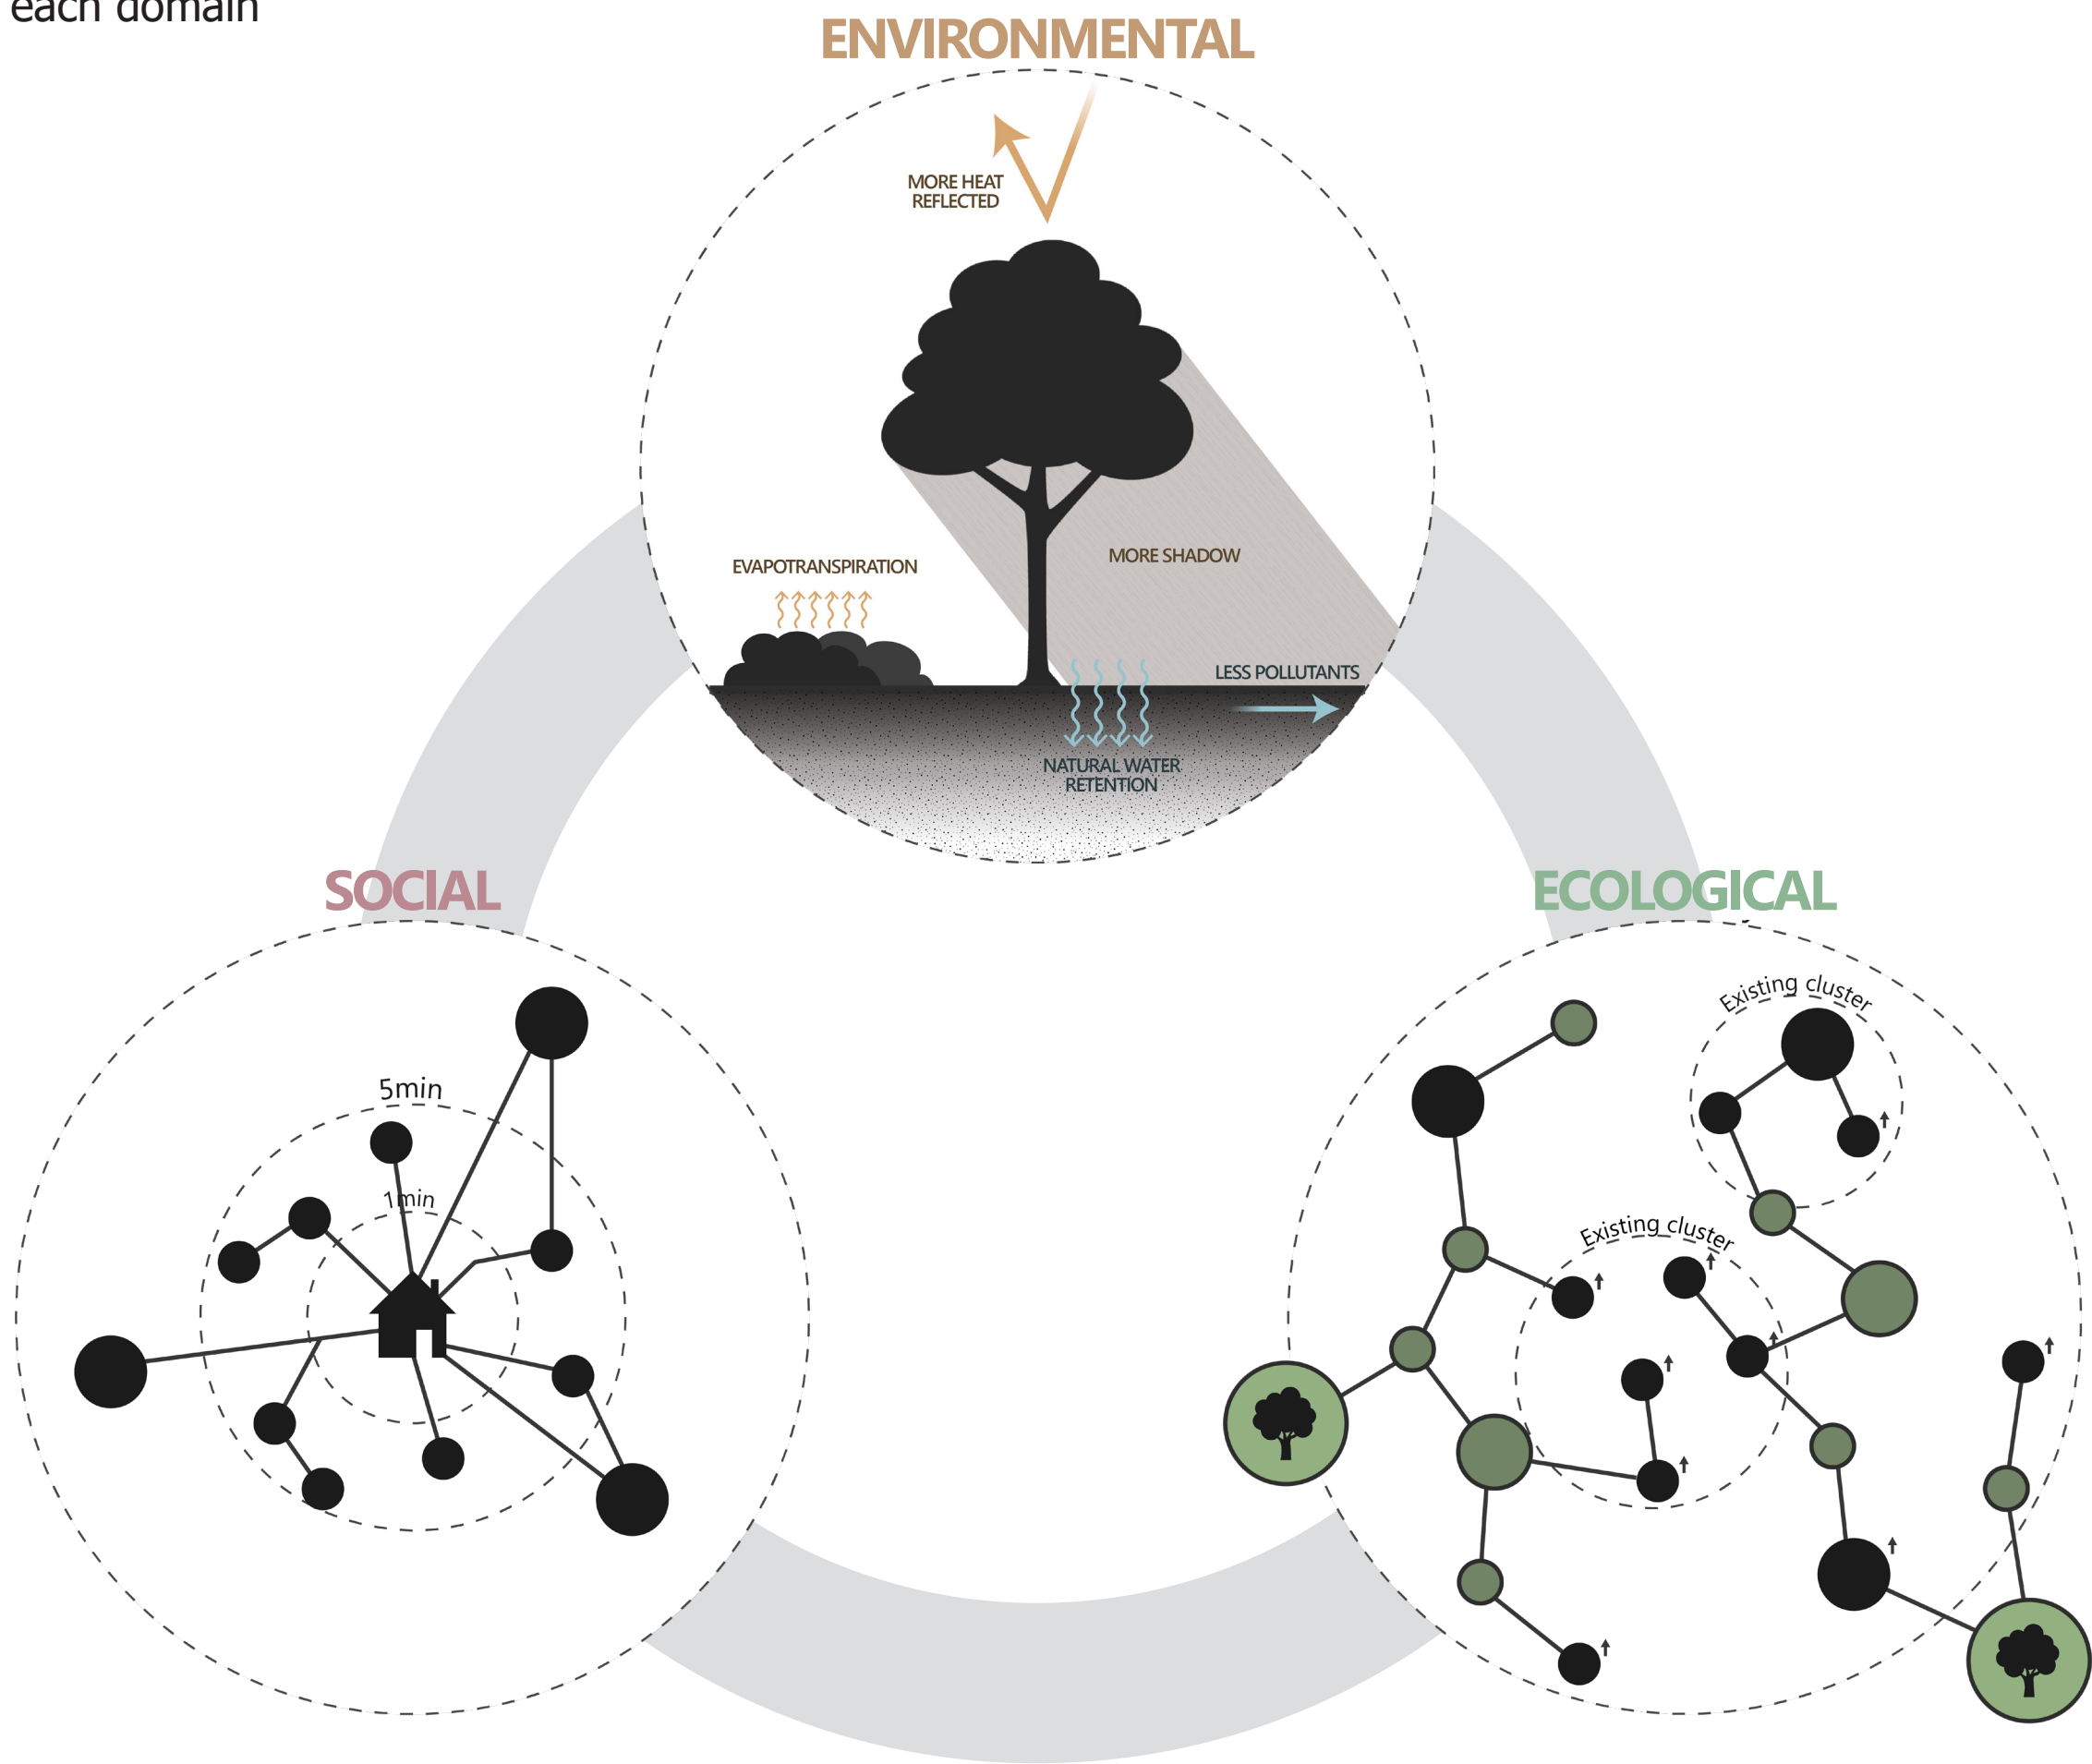 each domain
ENVIRONMENTAL
MORE HEAT
REFLECTED
MORE SHADOW
EVAPOTRANSPIRATION
LESS POLLUTANTS
NATURAL WATER
RETENTION
SOCIAL
5min
1min
ECOLOGICAL
Existing cluster
Existing cluster